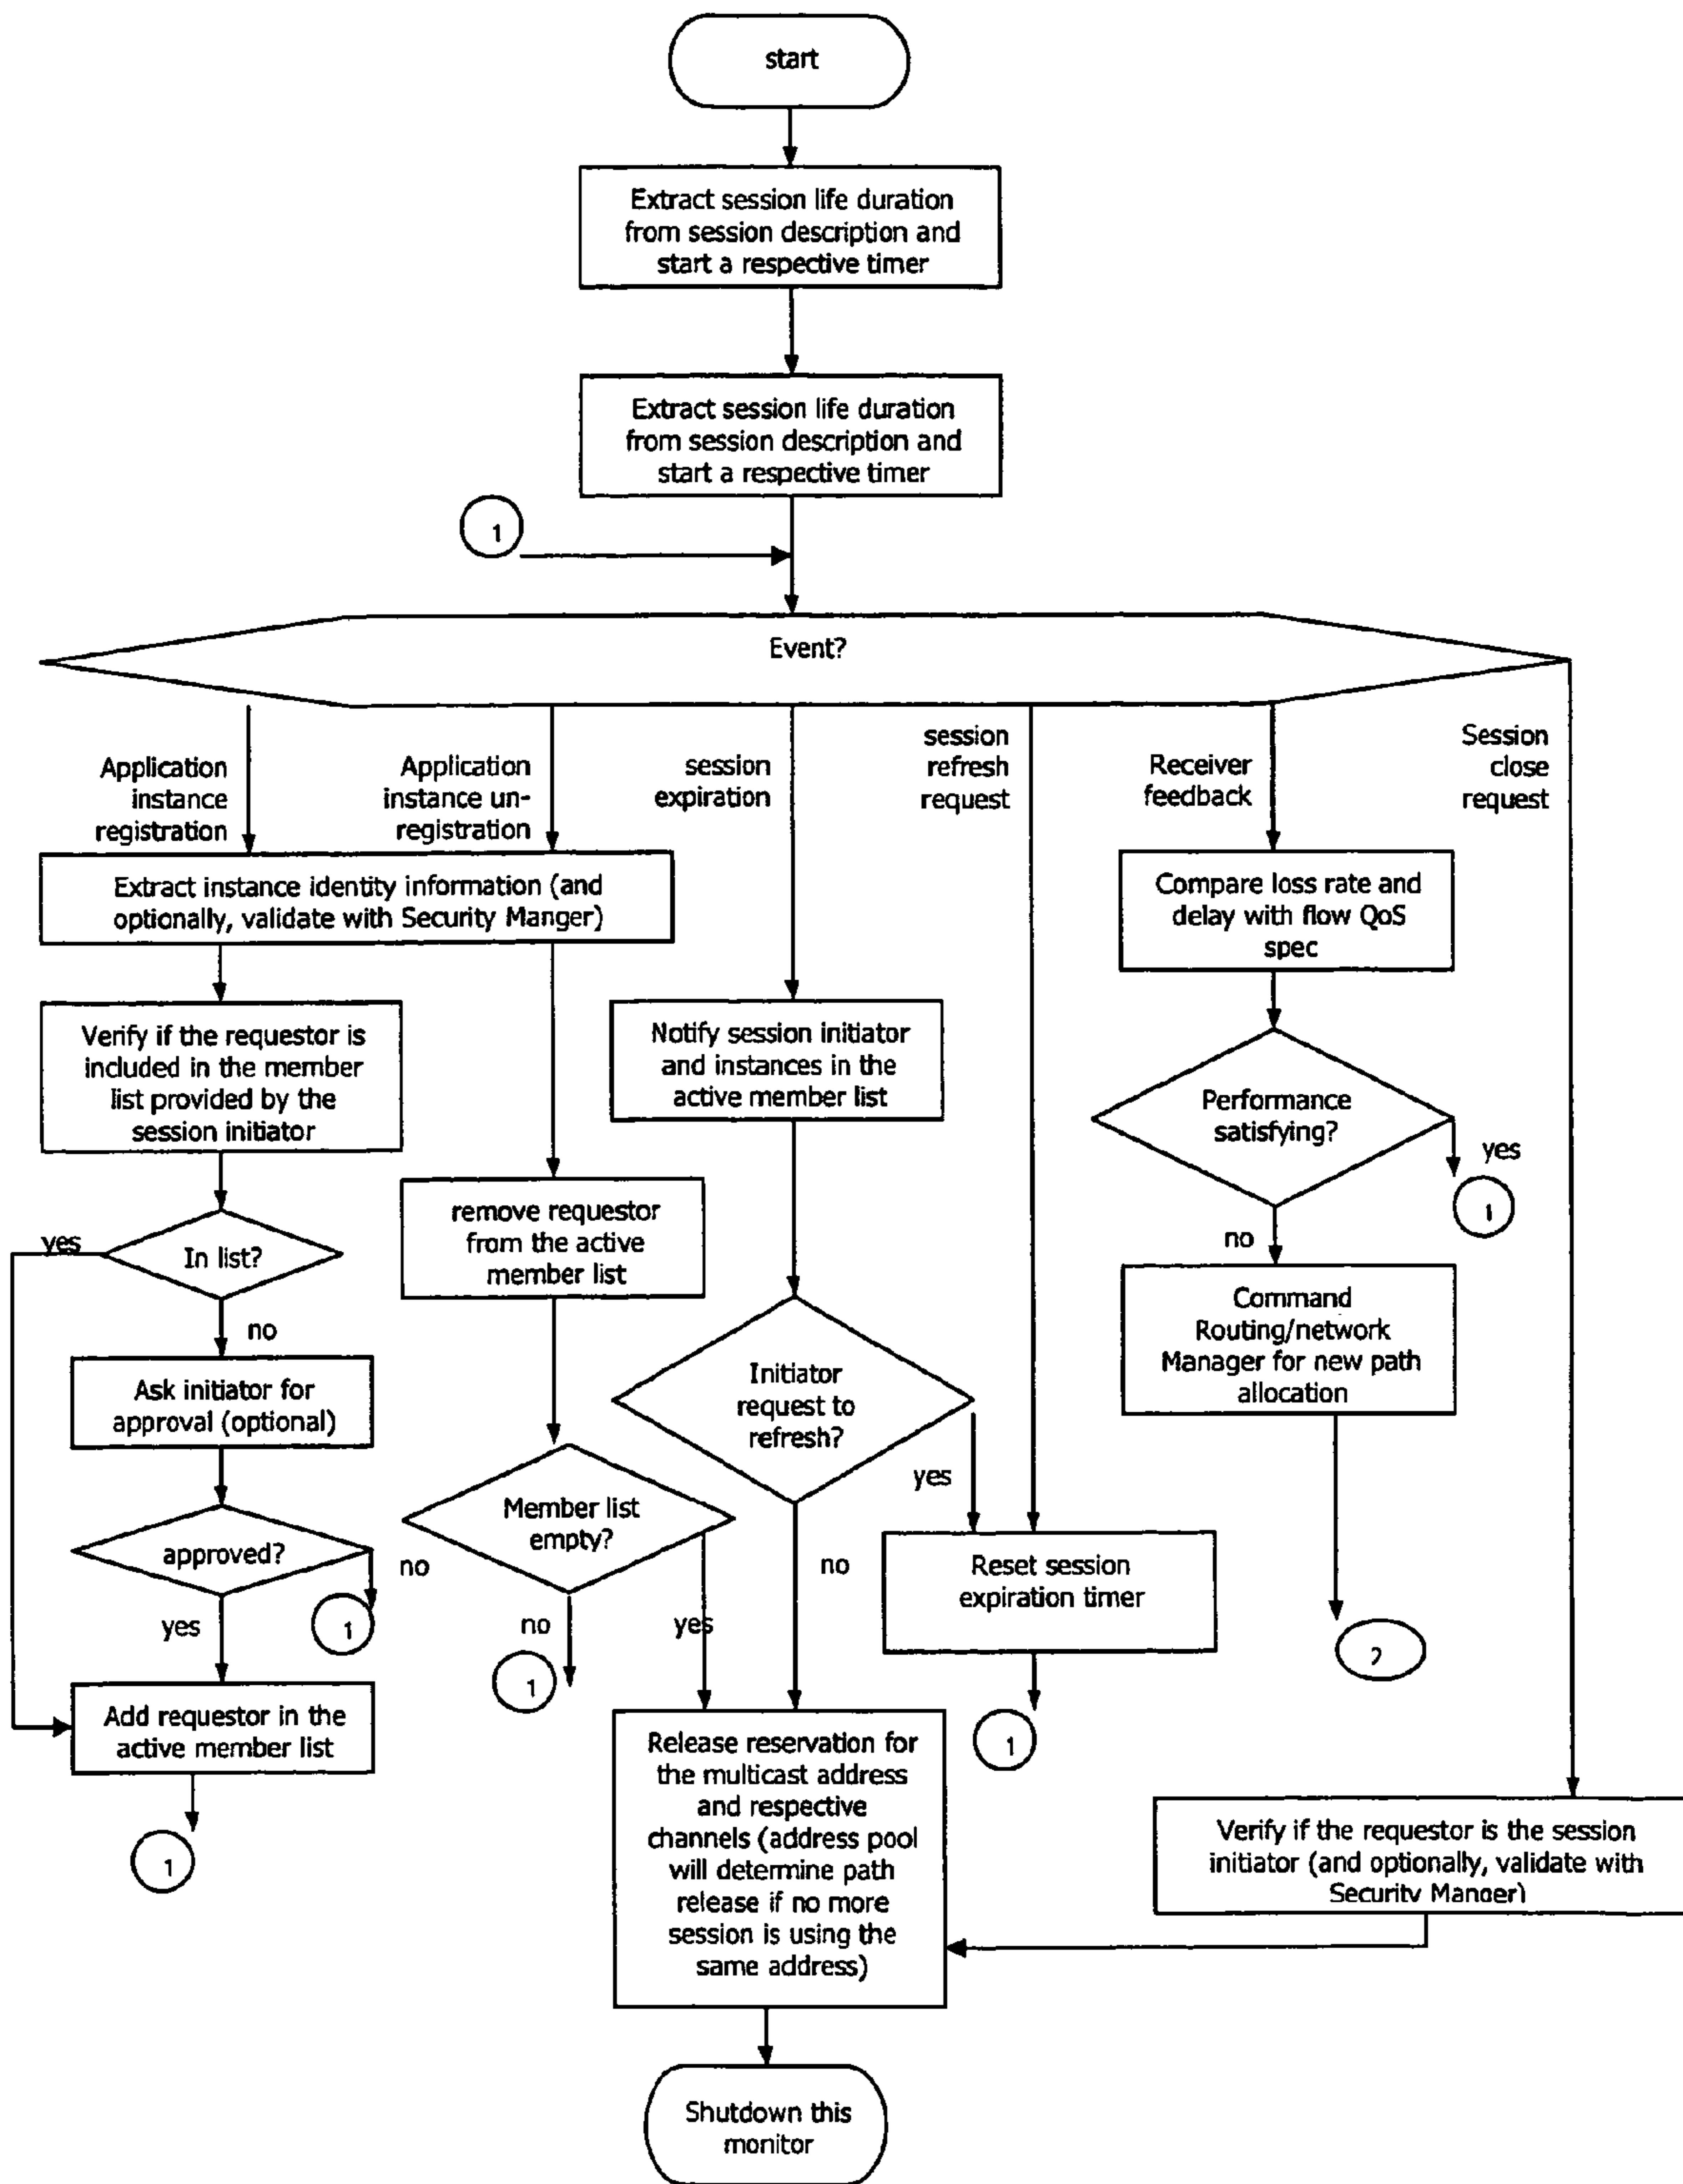 start
Extract session life duration
from session description and
start a respective timer
Extract session life duration
from session description and
start a respective timer
1
Event?
Application
instance
registration
Application
instance un-
registration
session
expiration
session
refresh
request
Receiver
feedback
Session
close
request
Extract instance identity information (and
optionally, validate with Security Manger)
Compare loss rate and
delay with flow QoS
spec
Verify if the requestor is
included in the member
list provided by the
session initiator
Notify session initiator
and instances in the
active member list
Performance
satisfying?
yes
1
no
remove requestor
from the active
member list
yes
In list?
no
Command
Routing/network
Manager for new path
allocation
Ask initiator for
approval (optional)
Initiator
request to
refresh?
yes
no
Member list
empty?
no
yes
1
approved?
no
yes
1
Reset session
expiration timer
1
2
Add requestor in the
active member list
1
Release reservation for
the multicast address
and respective
channels (address pool
will determine path
release if no more
session is using the
same address)
Verify if the requestor is the session
initiator (and optionally, validate with
Security Manger)
Shutdown this
monitor